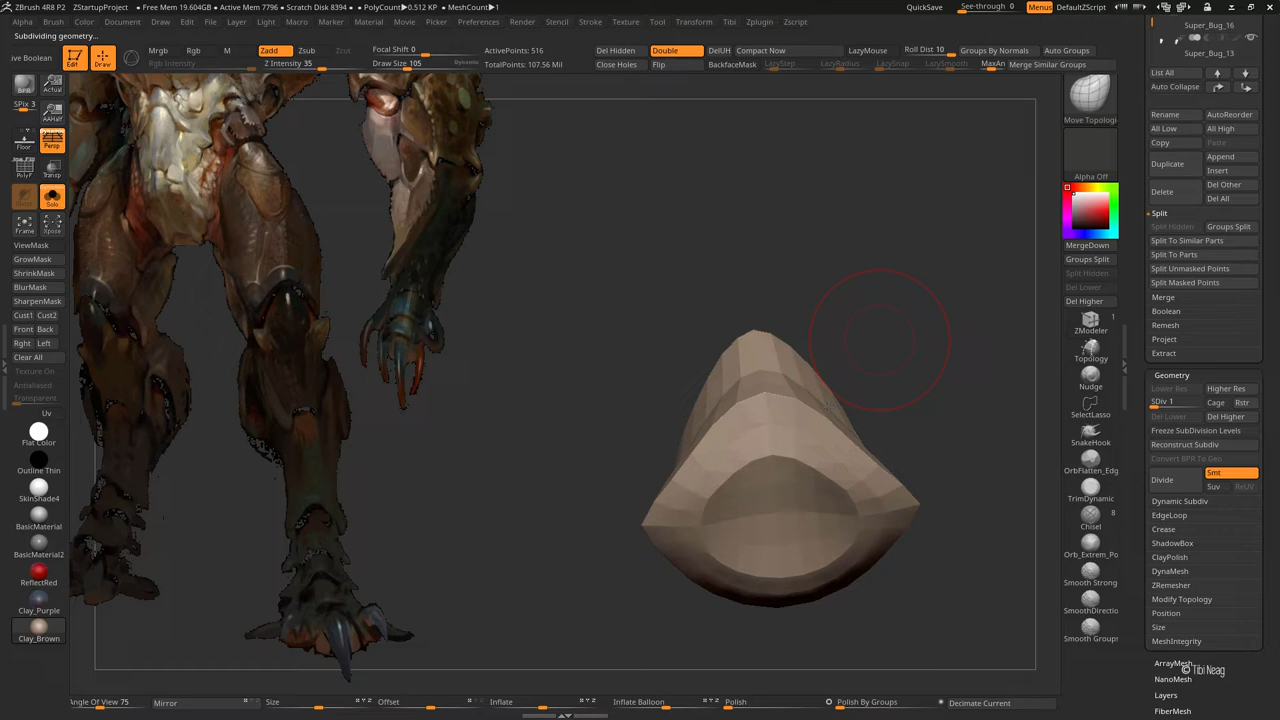 ZBrush 4R8 P2 ZStartupProject • Free Mem 19.604GB • Active Mem 7796 • Scratch Disk 8394 • PolyCount▸0.512 KP • MeshCount▸1 QuickSave See-through 0 Menus DefaultZScript
Alpha Brush Color Document Draw Edit File Layer Light Macro Marker Material Movie Picker Preferences Render Stencil Stroke Texture Tool Transform Tibi Zplugin Zscript
Subdividing geometry...
ive Boolean Edit Draw Mrgb Rgb M Zadd Zsub Zcut Focal Shift 0 ActivePoints: 516 Del Hidden Double DelUH Compact Now LazyMouse Roll Dist 10 Groups By Normals Auto Groups
Rgb Intensity Z Intensity 35 Draw Size 105 Dynamic TotalPoints: 107.56 Mil Close Holes Flip BackfaceMask LazyStep LazyRadius LazySnap LazySmooth MaxAn Merge Similar Groups
BPR Actual
SPix 3 AAHalf
Floor Dynamic Persp
PolyF Transp
Solo
Frame Xpose
ViewMask
GrowMask
ShrinkMask
BlurMask
SharpenMask
Cust1 Cust2
Front Back
Rght Left
Clear All
Texture On
Antialiased
Transparent
Uv
Flat Color
Outline Thin
SkinShade4
BasicMaterial
BasicMaterial2
ReflectRed
Clay_Purple
Clay_Brown
Move Topologi
Alpha Off
MergeDown
Groups Split
Split Hidden
Del Lower
Del Higher
1
ZModeler
Topology
Nudge
SelectLasso
SnakeHook
OrbFlatten_Edg
TrimDynamic
8
Chisel
Orb_Extrem_Po
Smooth Strong
SmoothDirectio
Smooth Groups
Super_Bug_16
Super_Bug_13
List All
Auto Collapse
Rename AutoReorder
All Low All High
Copy Paste
Duplicate Append
Insert
Delete Del Other
Del All
Split
Split Hidden Groups Split
Split To Similar Parts
Split To Parts
Split Unmasked Points
Split Masked Points
Merge
Boolean
Remesh
Project
Extract
Geometry
Lower Res Higher Res
SDiv 1 Cage Rstr
Del Lower Del Higher
Freeze SubDivision Levels
Reconstruct Subdiv
Convert BPR To Geo
Divide Smt
Suv ReUV
Dynamic Subdiv
EdgeLoop
Crease
ShadowBox
ClayPolish
DynaMesh
ZRemesher
Modify Topology
Position
Size
MeshIntegrity
ArrayMesh
© Tibi Neag
NanoMesh
Layers
FiberMesh
Angle Of View 75 Mirror Size Offset Inflate Inflate Balloon Polish Polish By Groups Decimate Current